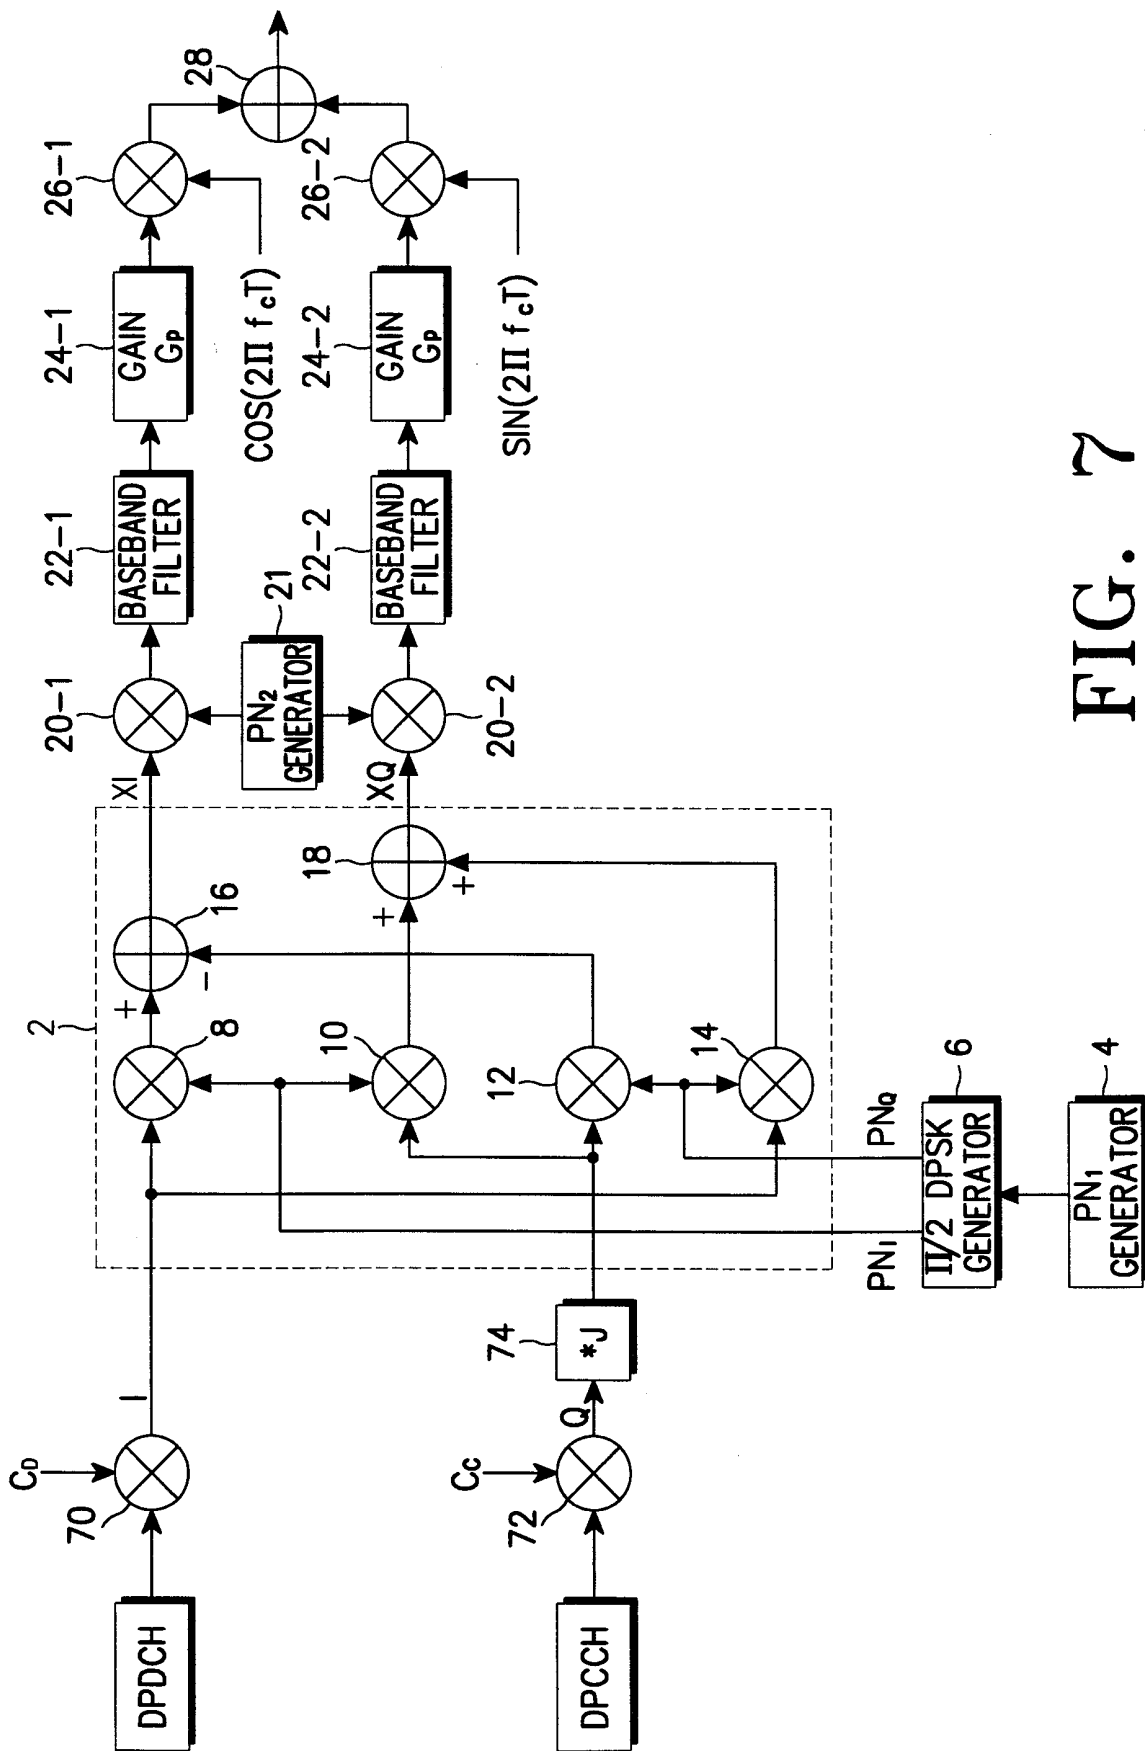 DPDCH
70
CD
I
DPCCH
72
CC
Q
74
*J
2
8
+
-
16
10
+
+
18
12
14
PNI
PNQ
6
Π/2 DPSK
GENERATOR
4
PN1
GENERATOR
XI
XQ
20-1
20-2
21
PN2
GENERATOR
22-1
BASEBAND
FILTER
22-2
BASEBAND
FILTER
24-1
GAIN
GP
24-2
GAIN
GP
COS(2Π fcT)
SIN(2Π fcT)
26-1
26-2
28
FIG. 7